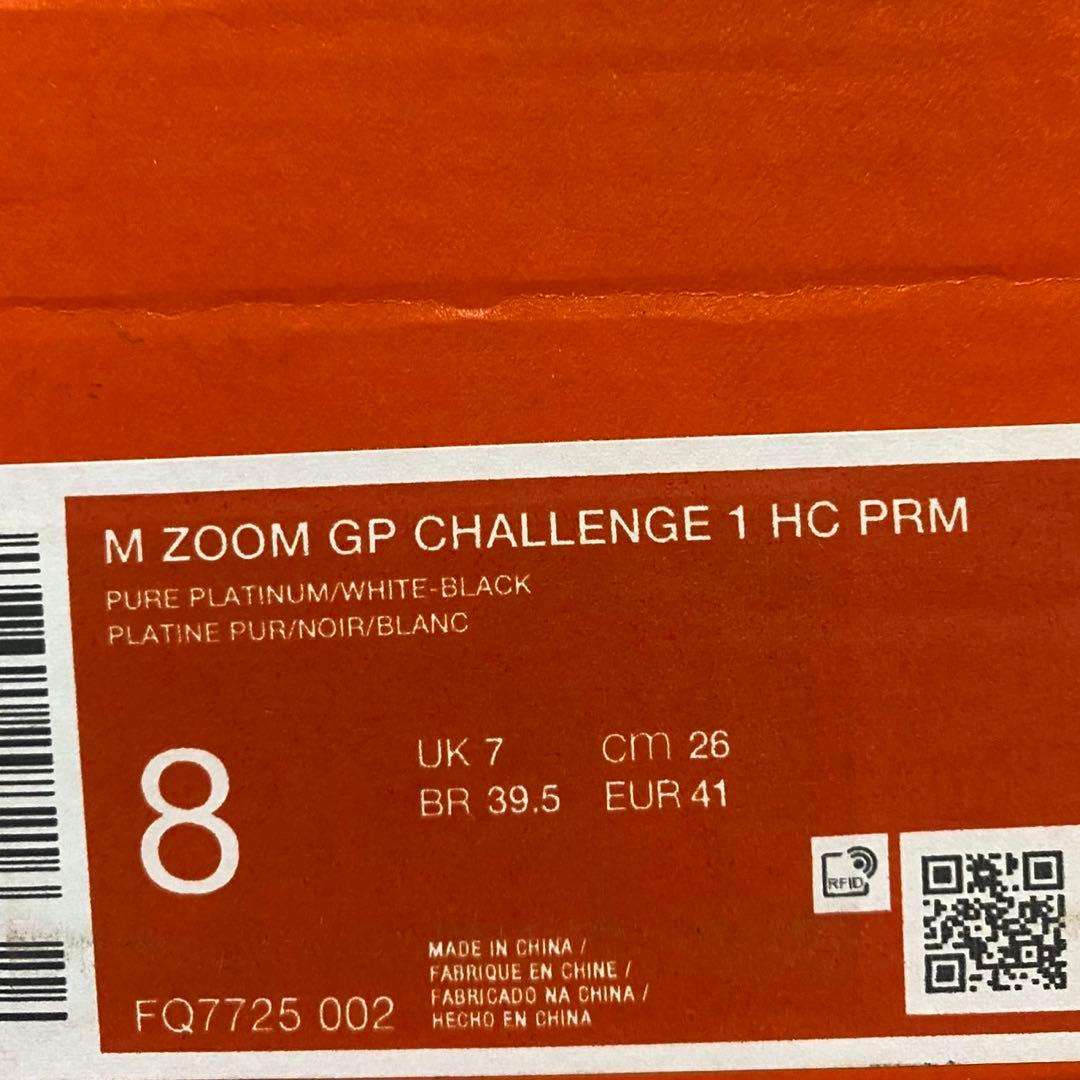 M ZOOM GP CHALLENGE 1 HC PRM
PURE PLATINUM/WHITE-BLACK
PLATINE PUR/NOIR/BLANC
8
UK 7 cm 26
BR 39.5 EUR 41
RFID
MADE IN CHINA /
FABRIQUE EN CHINE /
FABRICADO NA CHINA /
HECHO EN CHINA
FQ7725 002